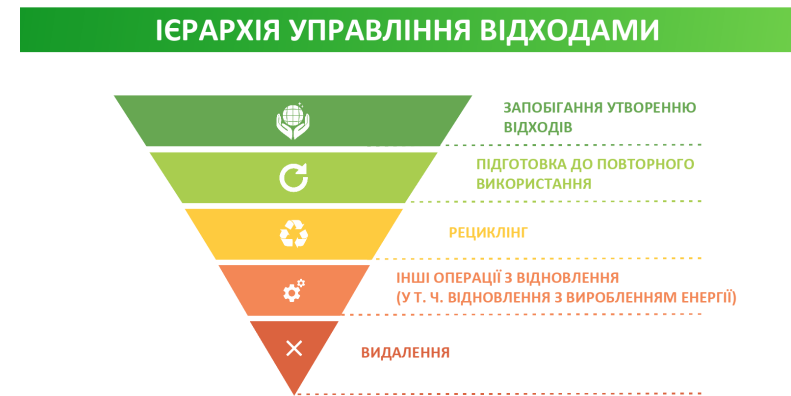 ІЄРАРХІЯ УПРАВЛІННЯ ВІДХОДАМИ
ЗАПОБІГАННЯ УТВОРЕННЮ
ВІДХОДІВ
ПІДГОТОВКА ДО ПОВТОРНОГО
ВИКОРИСТАННЯ
РЕЦИКЛІНГ
ІНШІ ОПЕРАЦІЇ З ВІДНОВЛЕННЯ
(У Т. Ч. ВІДНОВЛЕННЯ З ВИРОБЛЕННЯМ ЕНЕРГІЇ)
ВИДАЛЕННЯ